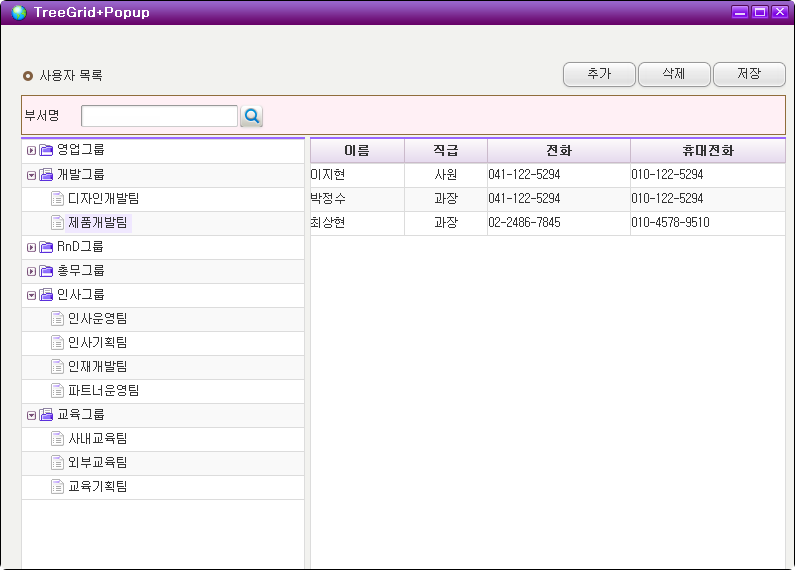 TreeGrid+Popup
사용자 목록
추가 삭제 저장
부서명
영업그룹
개발그룹
디자인개발팀
제품개발팀
RnD그룹
총무그룹
인사그룹
인사운영팀
인사기획팀
인재개발팀
파트너운영팀
교육그룹
사내교육팀
외부교육팀
교육기획팀
이름 직급 전화 휴대전화
이지현 사원 041-122-5294 010-122-5294
박정수 과장 041-122-5294 010-122-5294
최상현 과장 02-2486-7845 010-4578-9510